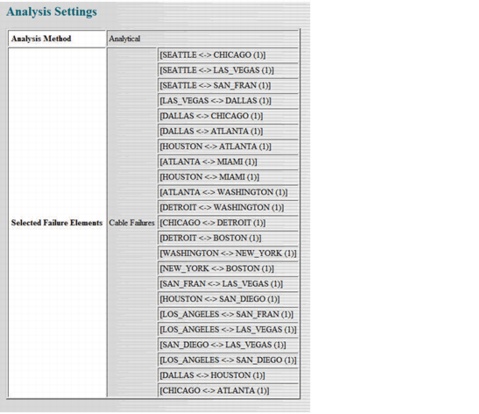 Analysis Settings
Analysis Method Analytical
[SEATTLE <-> CHICAGO (1)]
[SEATTLE <-> LAS_VEGAS (1)]
[SEATTLE <-> SAN_FRAN (1)]
[LAS_VEGAS <-> DALLAS (1)]
[DALLAS <-> CHICAGO (1)]
[DALLAS <-> ATLANTA (1)]
[HOUSTON <-> ATLANTA (1)]
[ATLANTA <-> MIAMI (1)]
[HOUSTON <-> MIAMI (1)]
[ATLANTA <-> WASHINGTON (1)]
[DETROIT <-> WASHINGTON (1)]
Selected Failure Elements Cable Failures [CHICAGO <-> DETROIT (1)]
[DETROIT <-> BOSTON (1)]
[WASHINGTON <-> NEW_YORK (1)]
[NEW_YORK <-> BOSTON (1)]
[SAN_FRAN <-> LAS_VEGAS (1)]
[HOUSTON <-> SAN_DIEGO (1)]
[LOS_ANGELES <-> SAN_FRAN (1)]
[LOS_ANGELES <-> LAS_VEGAS (1)]
[SAN_DIEGO <-> LAS_VEGAS (1)]
[LOS_ANGELES <-> SAN_DIEGO (1)]
[DALLAS <-> HOUSTON (1)]
[CHICAGO <-> ATLANTA (1)]